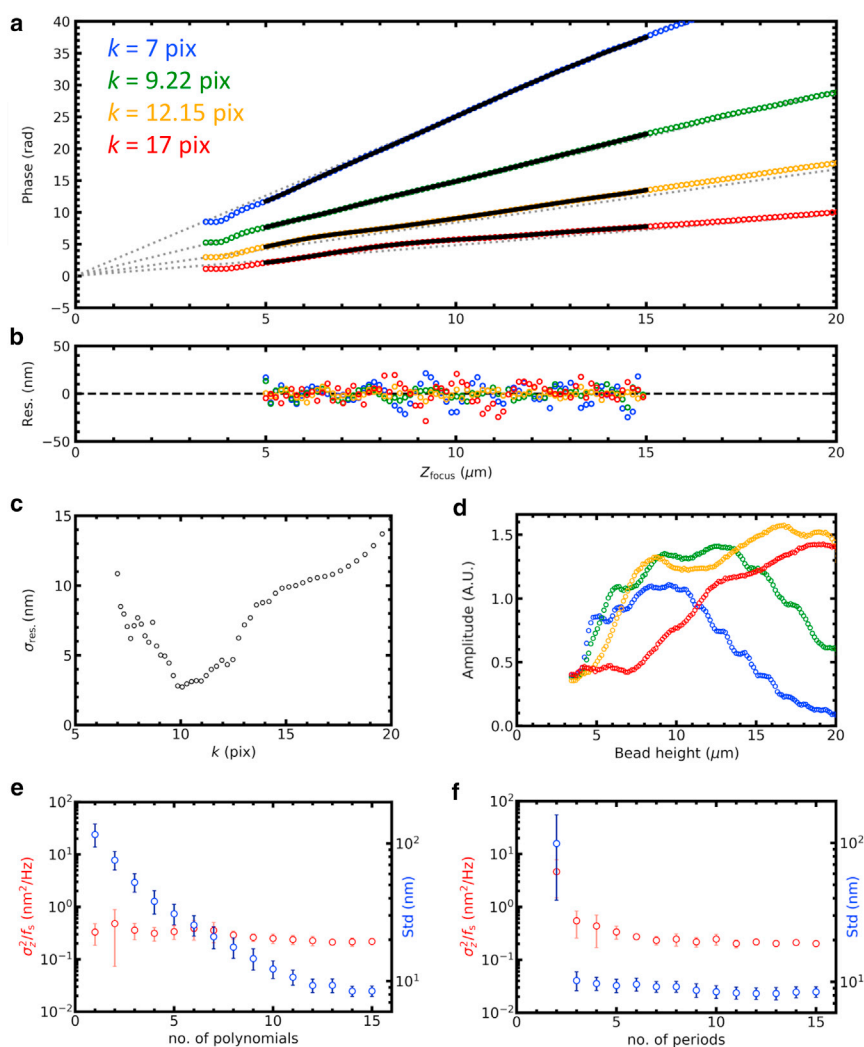 a
40
35
30
25
20
15
10
5
0
−5
Phase (rad)
k = 7 pix
k = 9.22 pix
k = 12.15 pix
k = 17 pix
0 5 10 15 20
b
50
0
−50
Res. (nm)
0 5 10 15 20
Zfocus (μm)
c
15
10
5
0
σres. (nm)
5 10 15 20
k (pix)
d
1.5
1.0
0.5
0.0
Amplitude (A.U.)
0 5 10 15 20
Bead height (μm)
e
10²
10¹
10⁰
10⁻¹
10⁻²
σz²/fs (nm²/Hz)
10²
10¹
Std (nm)
0 5 10 15
no. of polynomials
f
10²
10¹
10⁰
10⁻¹
10⁻²
σz²/fs (nm²/Hz)
10²
10¹
Std (nm)
0 5 10 15
no. of periods